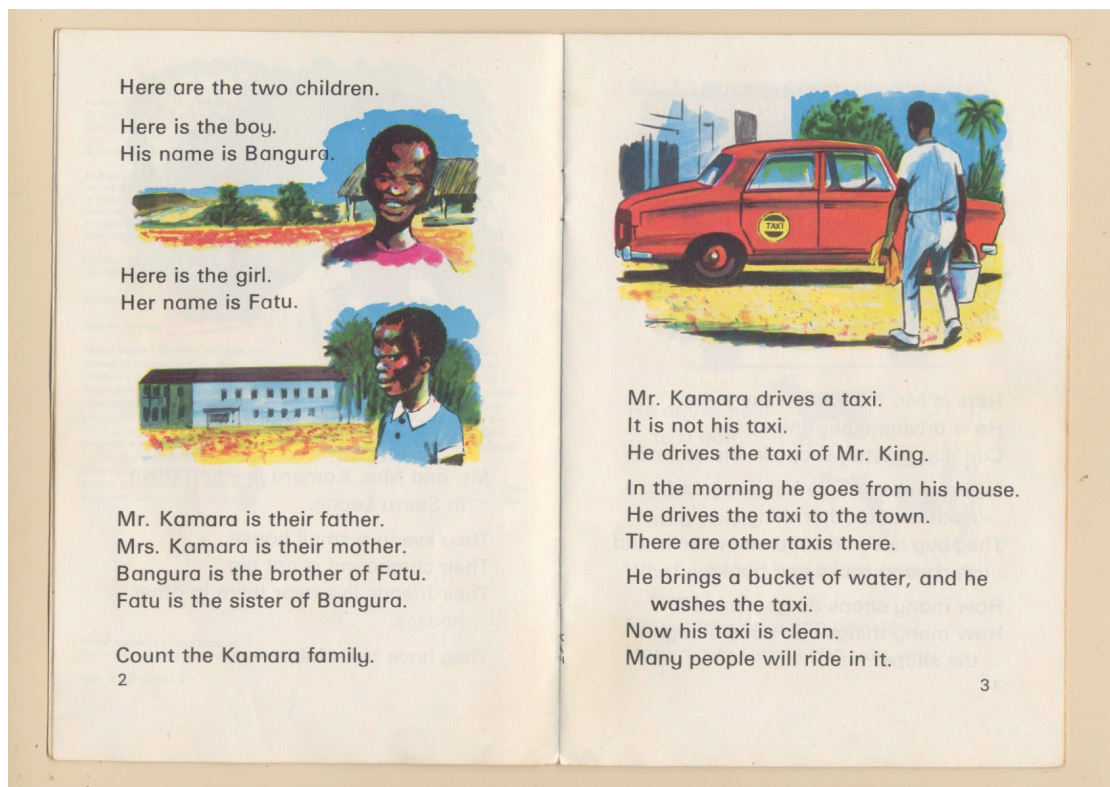 Here are the two children.
Here is the boy.
His name is Bangura.
Here is the girl.
Her name is Fatu.
Mr. Kamara is their father.
Mrs. Kamara is their mother.
Bangura is the brother of Fatu.
Fatu is the sister of Bangura.
Count the Kamara family.
2
TAXI
Mr. Kamara drives a taxi.
It is not his taxi.
He drives the taxi of Mr. King.
In the morning he goes from his house.
He drives the taxi to the town.
There are other taxis there.
He brings a bucket of water, and he
washes the taxi.
Now his taxi is clean.
Many people will ride in it.
3